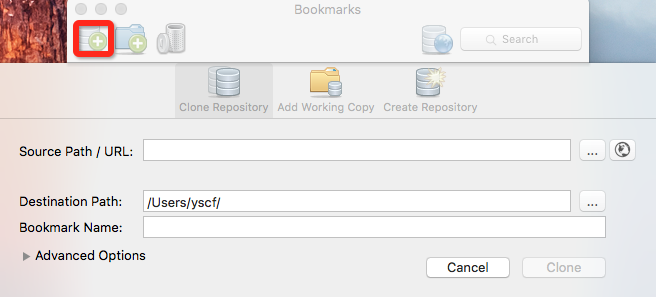 Bookmarks
Search
Clone Repository Add Working Copy Create Repository
Source Path / URL: ...
Destination Path: /Users/yscf/ ...
Bookmark Name:
Advanced Options
Cancel Clone